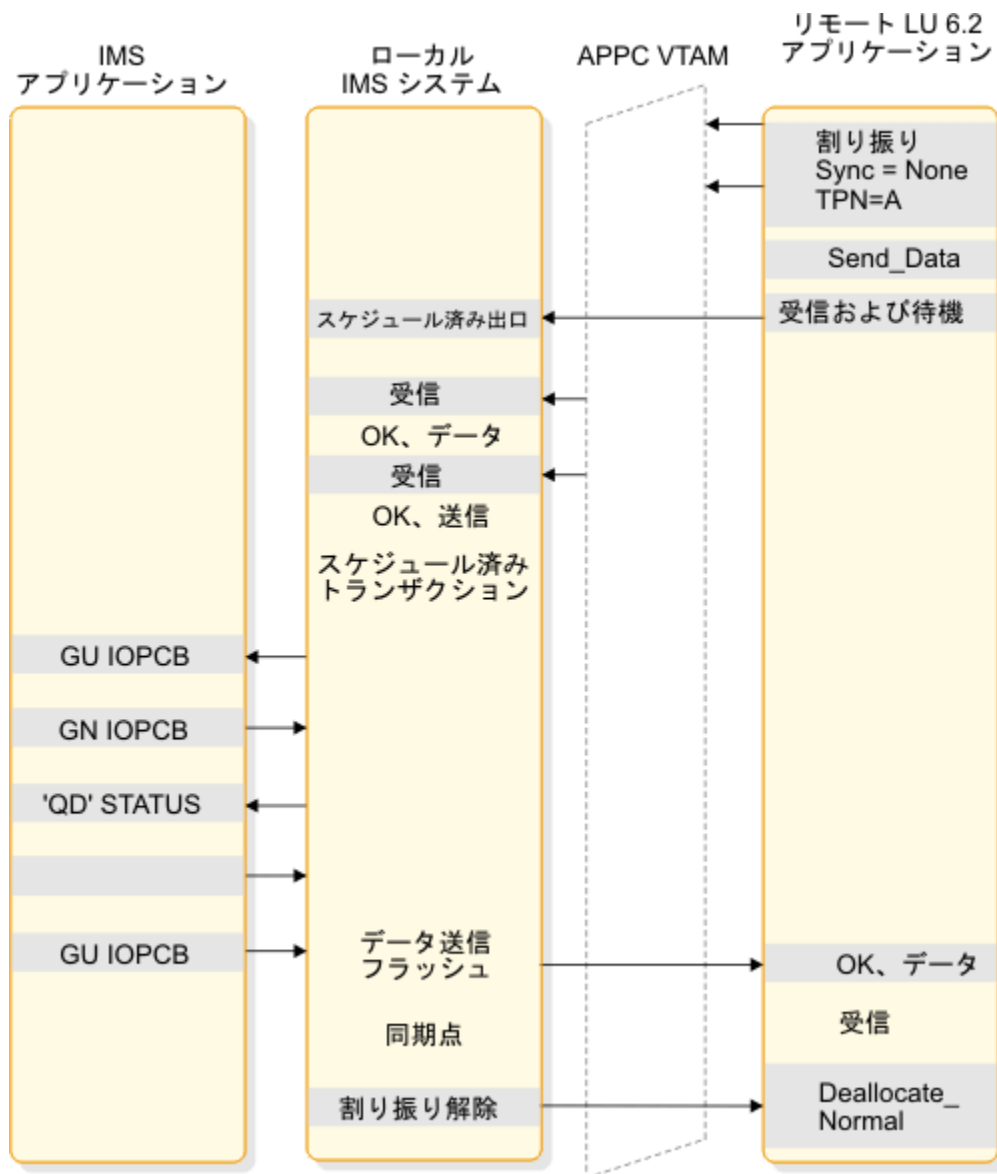 IMS
アプリケーション
ローカル
IMS システム
APPC VTAM
リモート LU 6.2
アプリケーション
割り振り
Sync = None
TPN=A
Send_Data
スケジュール済み出口
受信および待機
受信
OK、データ
受信
OK、送信
スケジュール済み
トランザクション
GU IOPCB
GN IOPCB
'QD' STATUS
GU IOPCB
データ送信
フラッシュ
OK、データ
受信
同期点
割り振り解除
Deallocate_
Normal